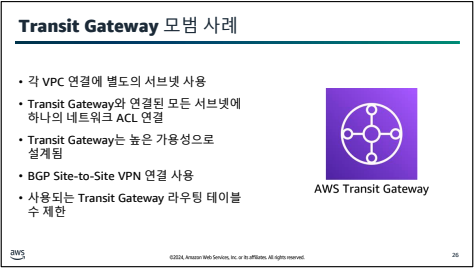 Transit Gateway 모범 사례
• 각 VPC 연결에 별도의 서브넷 사용
• Transit Gateway와 연결된 모든 서브넷에
하나의 네트워크 ACL 연결
• Transit Gateway는 높은 가용성으로
설계됨
• BGP Site-to-Site VPN 연결 사용
• 사용되는 Transit Gateway 라우팅 테이블
수 제한
AWS Transit Gateway
aws
©2024, Amazon Web Services, Inc. or its affiliates. All rights reserved.
26